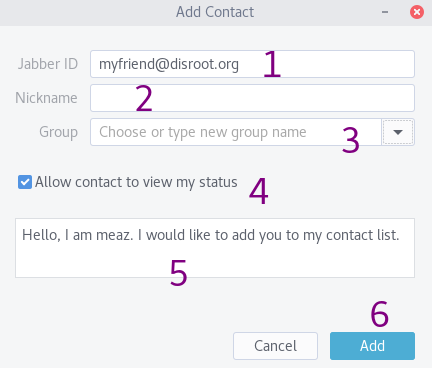 Add Contact
Jabber ID myfriend@disroot.org 1
Nickname 2
Group Choose or type new group name 3
Allow contact to view my status 4
Hello, I am meaz. I would like to add you to my contact list.
5
6
Cancel Add